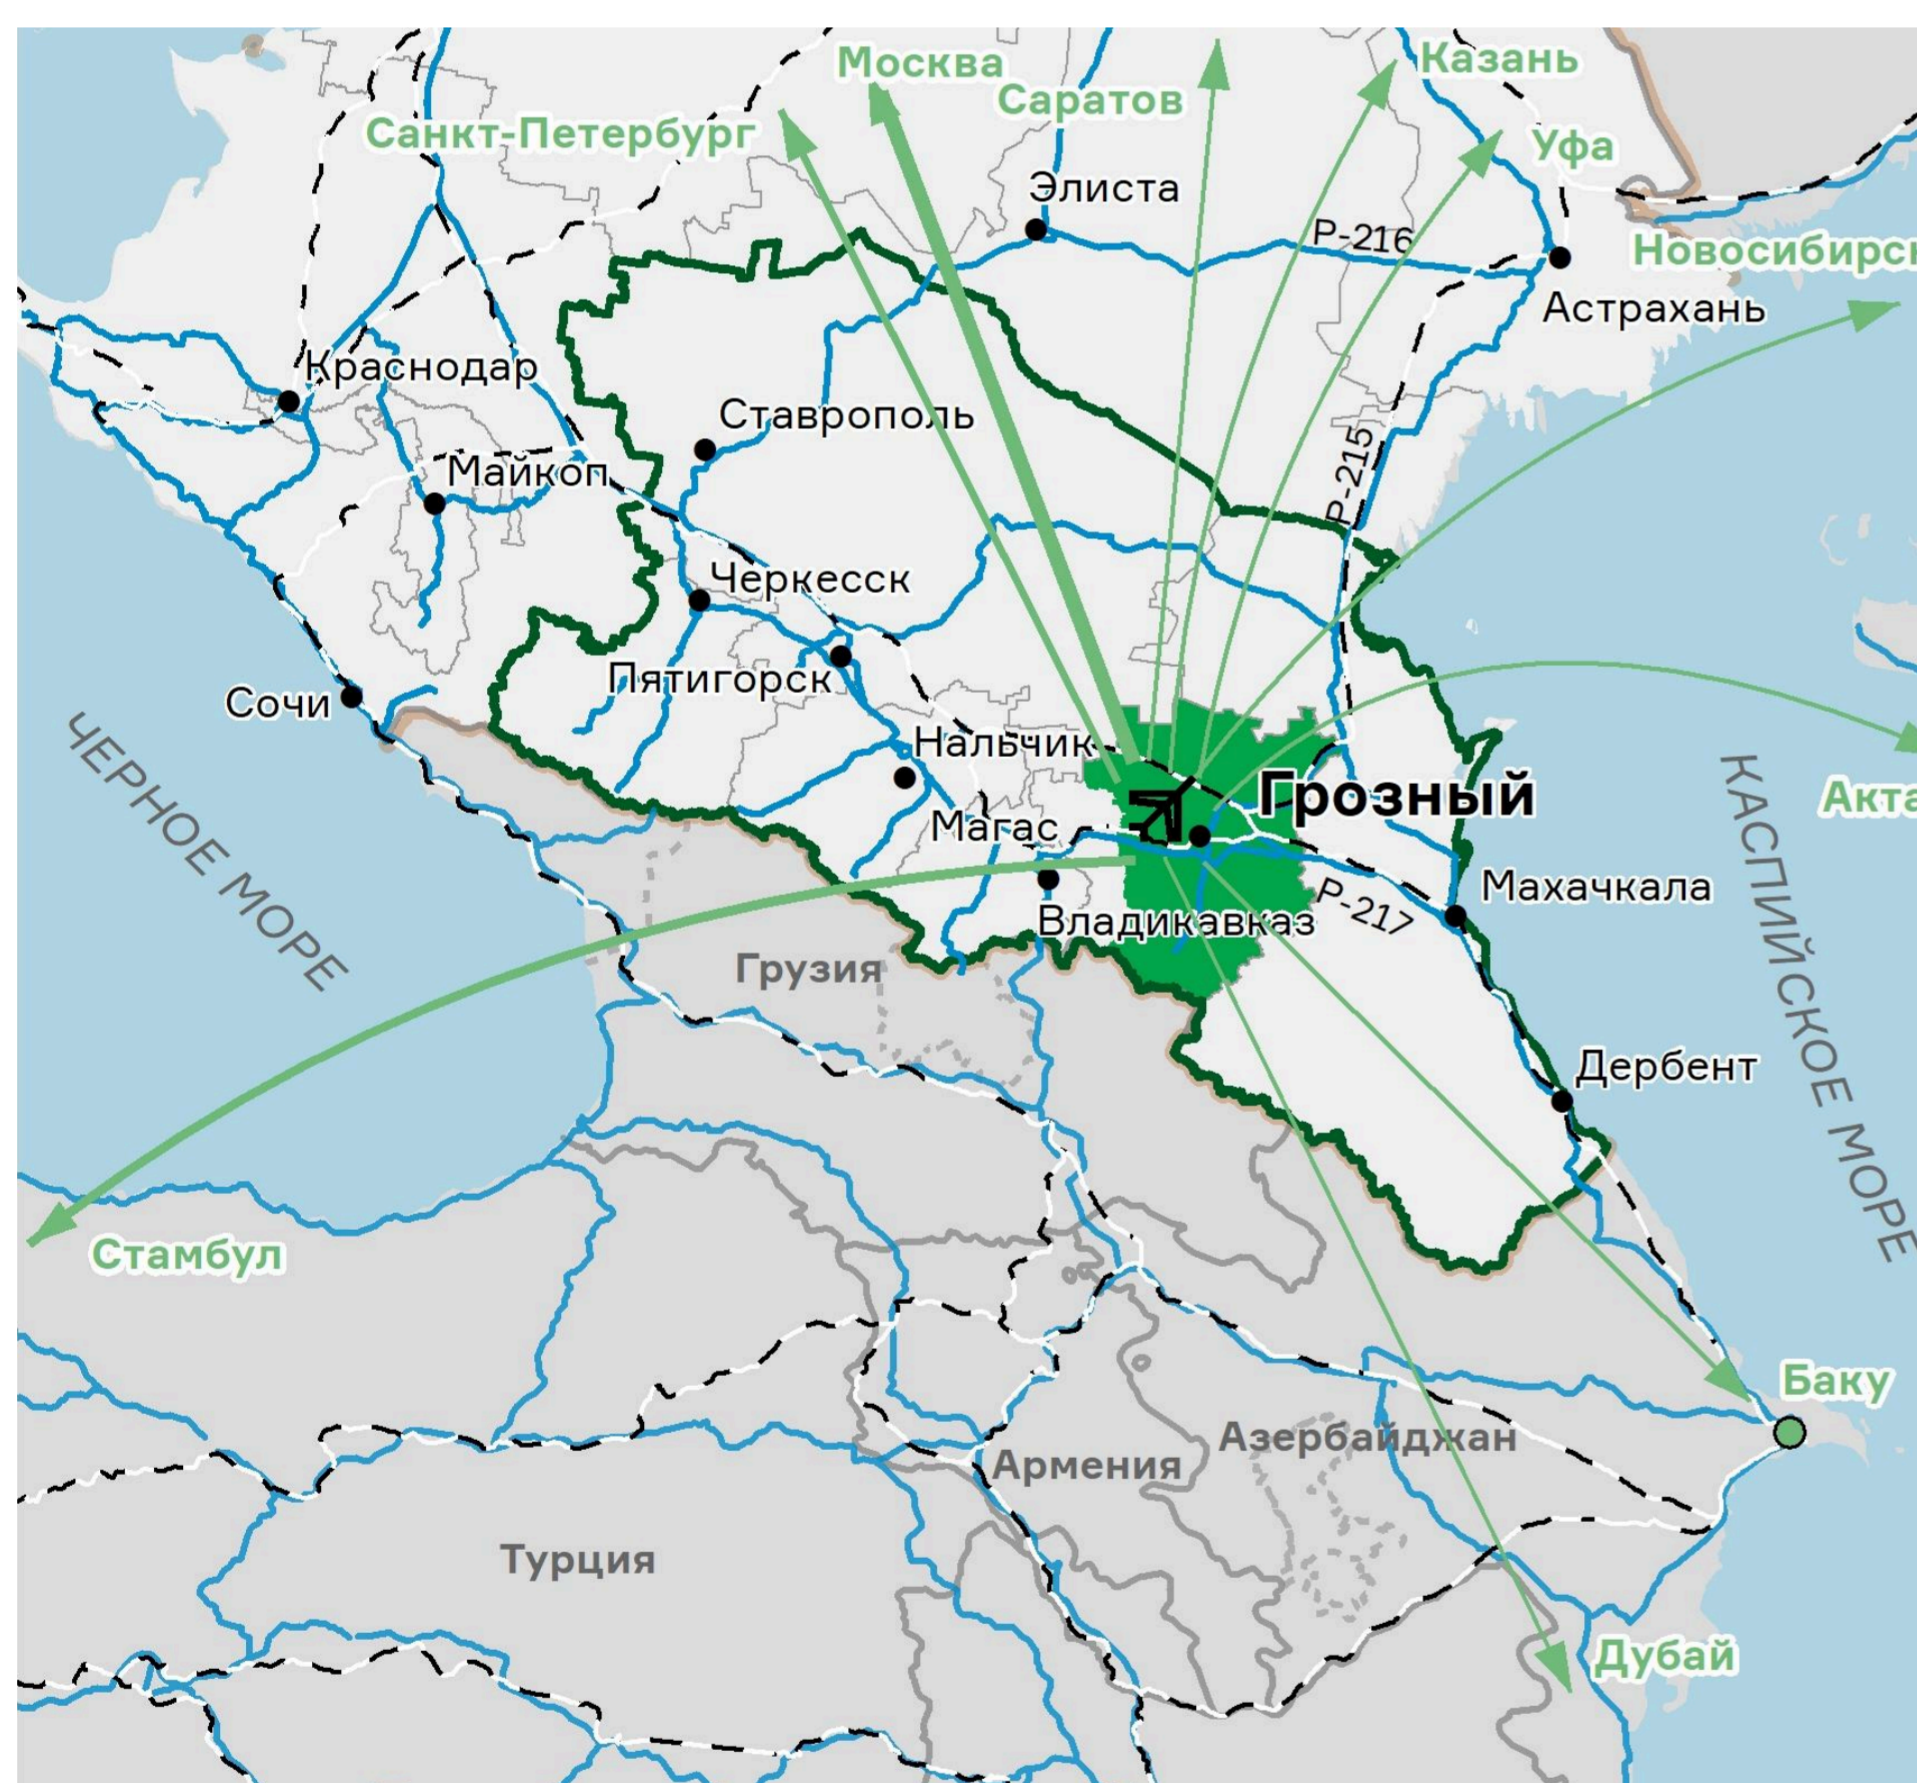 Москва
Казань
Саратов
Санкт-Петербург
Уфа
Элиста
Р-216
Новосибирск
Астрахань
Краснодар
Ставрополь
Майкоп
Р-215
Черкесск
Пятигорск
Сочи
ЧЕРНОЕ МОРЕ
Нальчик
Грозный
Акта
Магас
КАСПИЙСКОЕ МОРЕ
Махачкала
Р-217
Владикавказ
Грузия
Дербент
Стамбул
Баку
Азербайджан
Армения
Турция
Дубай